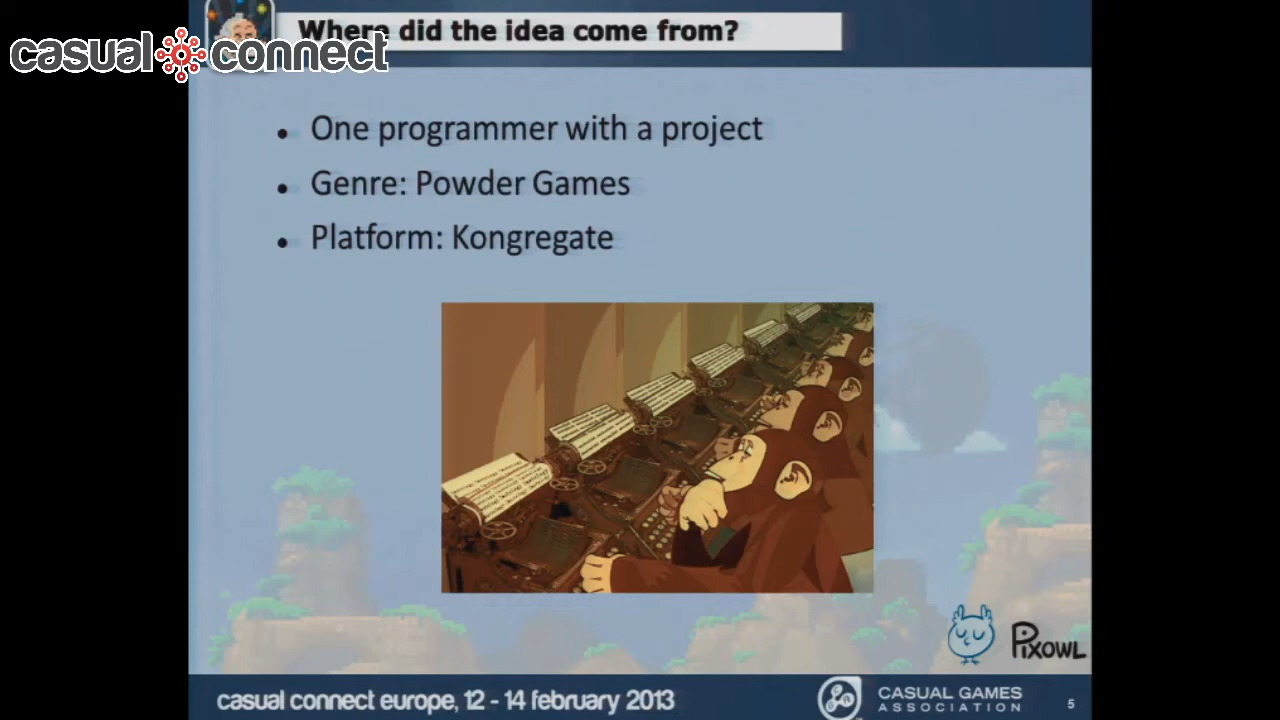 Where did the idea come from?
casual connect
One programmer with a project
Genre: Powder Games
Platform: Kongregate
PIXOWL
casual connect europe, 12 - 14 february 2013
CASUAL GAMES
ASSOCIATION
5